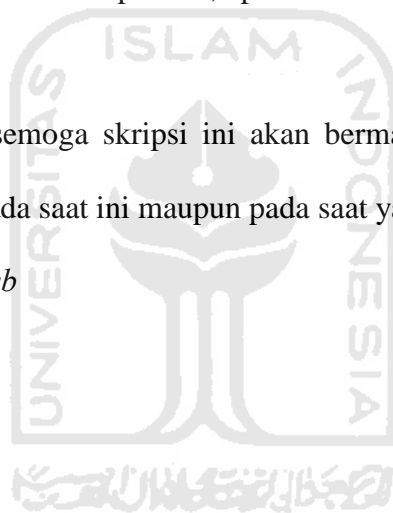 ISLAM
UNIVERSITAS
INDONESIA
semoga skripsi ini akan berma
da saat ini maupun pada saat ya
b